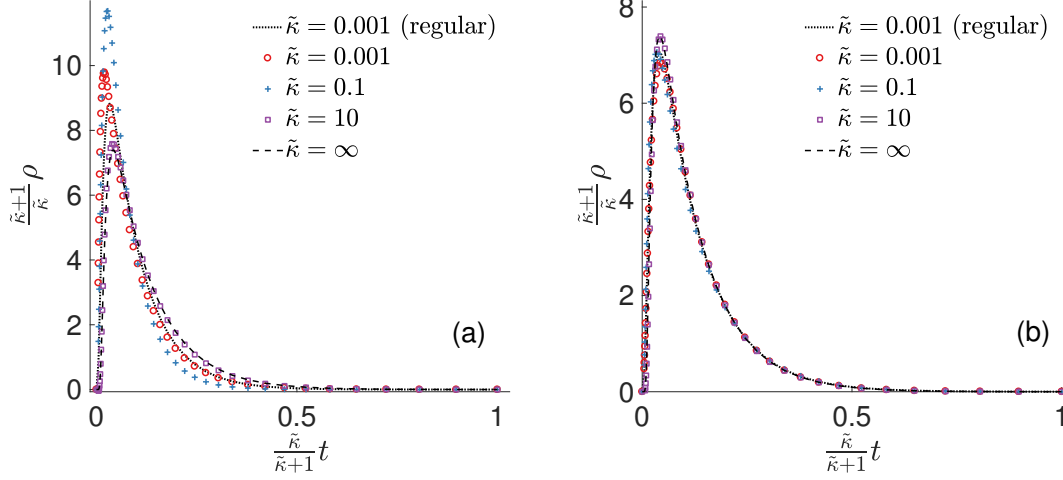 κ̃ = 0.001 (regular)
κ̃ = 0.001
κ̃ = 0.1
κ̃ = 10
κ̃ = ∞
10
8
6
4
2
0
(κ̃+1)/κ̃ ρ
(a)
0
0.5
1
κ̃/(κ̃+1) t
κ̃ = 0.001 (regular)
κ̃ = 0.001
κ̃ = 0.1
κ̃ = 10
κ̃ = ∞
8
6
4
2
0
(κ̃+1)/κ̃ ρ
(b)
0
0.5
1
κ̃/(κ̃+1) t